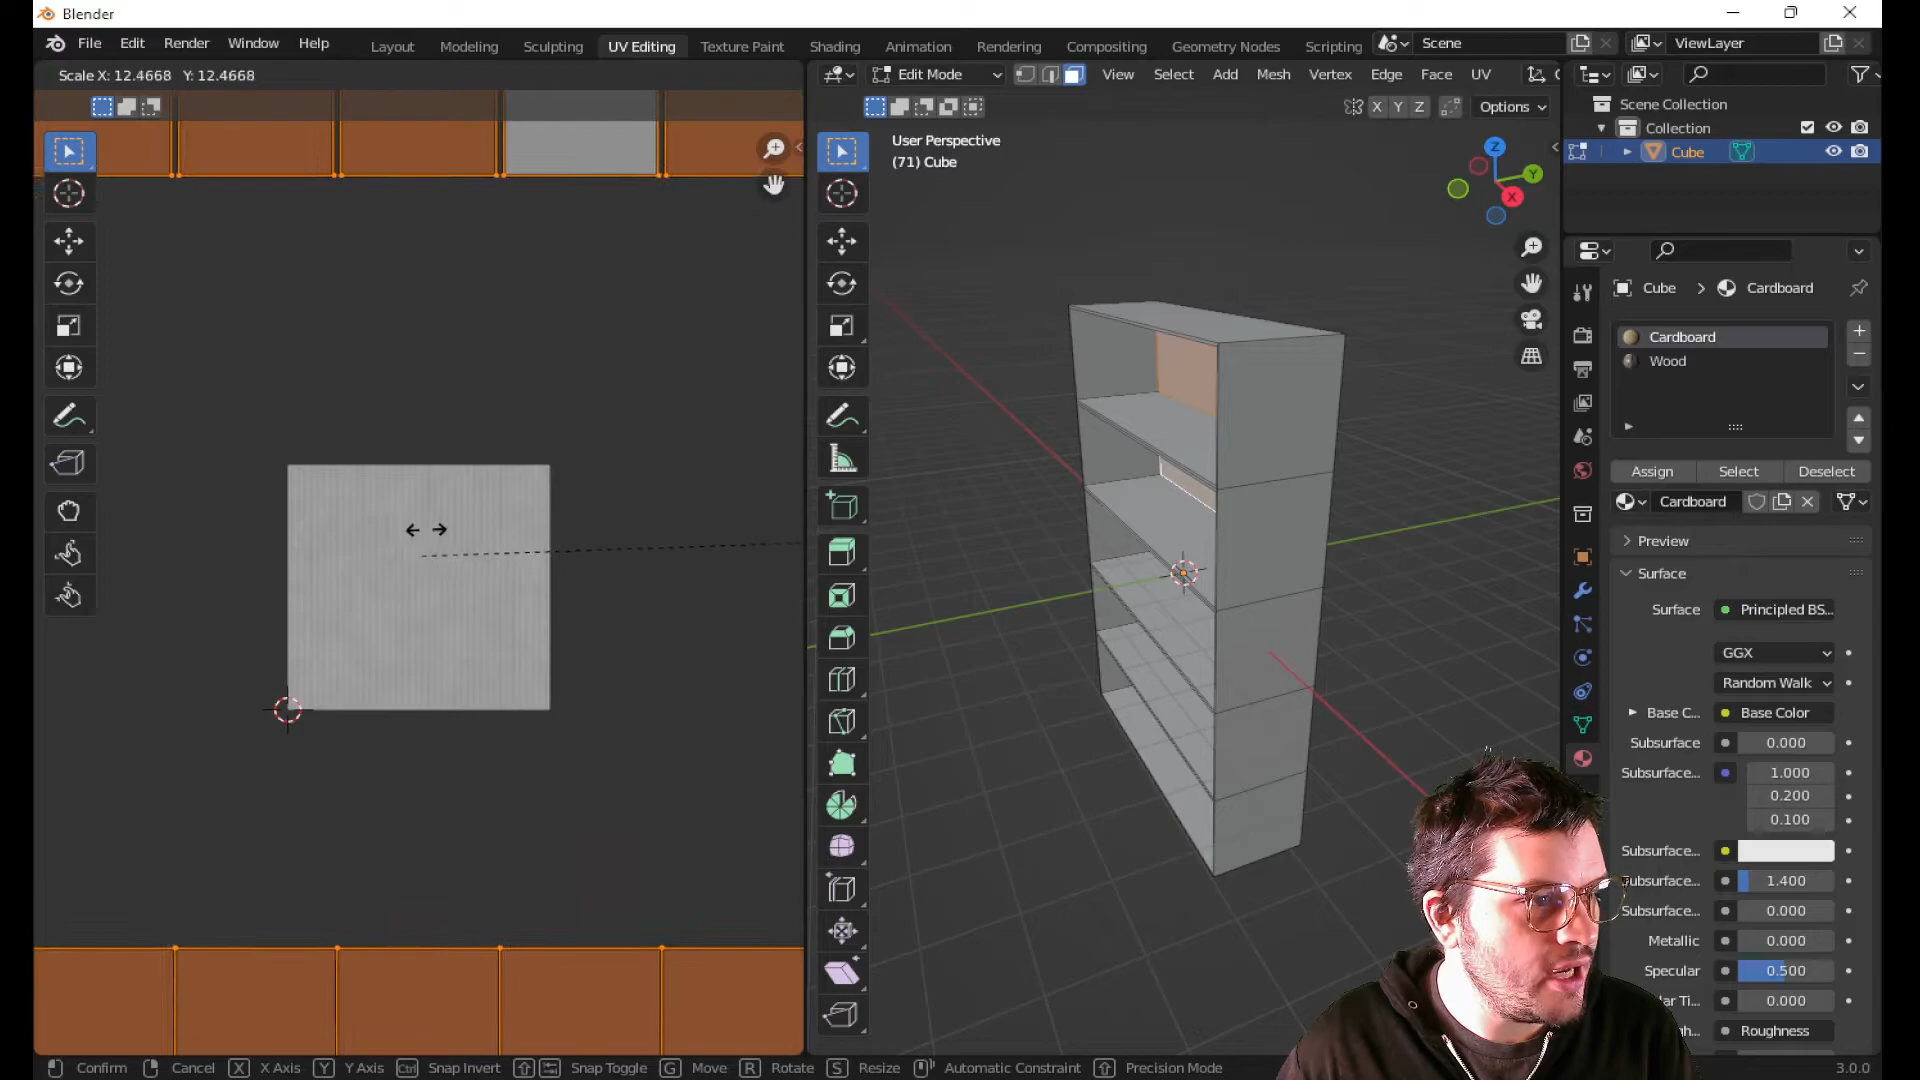 Blender
File Edit Render Window Help
Layout Modeling Sculpting UV Editing Texture Paint Shading Animation Rendering Compositing Geometry Nodes Scripting
Scene
ViewLayer
Scale X: 12.4668 Y: 12.4668
Edit Mode
View Select Add Mesh Vertex Edge Face UV
X Y Z
Options
User Perspective
(71) Cube
Z
Y
X
Scene Collection
Collection
Cube
Cube > Cardboard
Cardboard
Wood
Assign Select Deselect
Cardboard
Preview
Surface
Surface Principled BS...
GGX
Random Walk
Base C... Base Color
Subsurface 0.000
Subsurface... 1.000
0.200
0.100
Subsurface...
Subsurface... 1.400
Subsurface... 0.000
Metallic 0.000
Specular 0.500
0.000
Roughness
Confirm Cancel X X Axis Y Y Axis Ctrl Snap Invert Snap Toggle G Move R Rotate S Resize Automatic Constraint Precision Mode
3.0.0